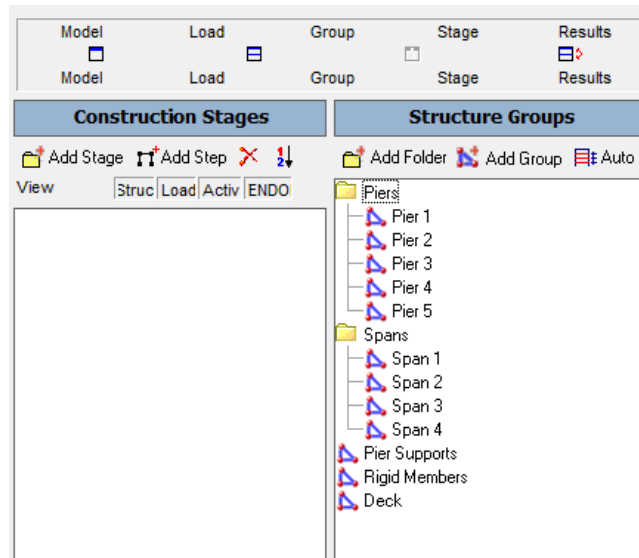 Model Load Group Stage Results
Model Load Group Stage Results
Construction Stages
Add Stage Add Step
View Struc Load Activ ENDO
Structure Groups
Add Folder Add Group Auto
Piers
Pier 1
Pier 2
Pier 3
Pier 4
Pier 5
Spans
Span 1
Span 2
Span 3
Span 4
Pier Supports
Rigid Members
Deck